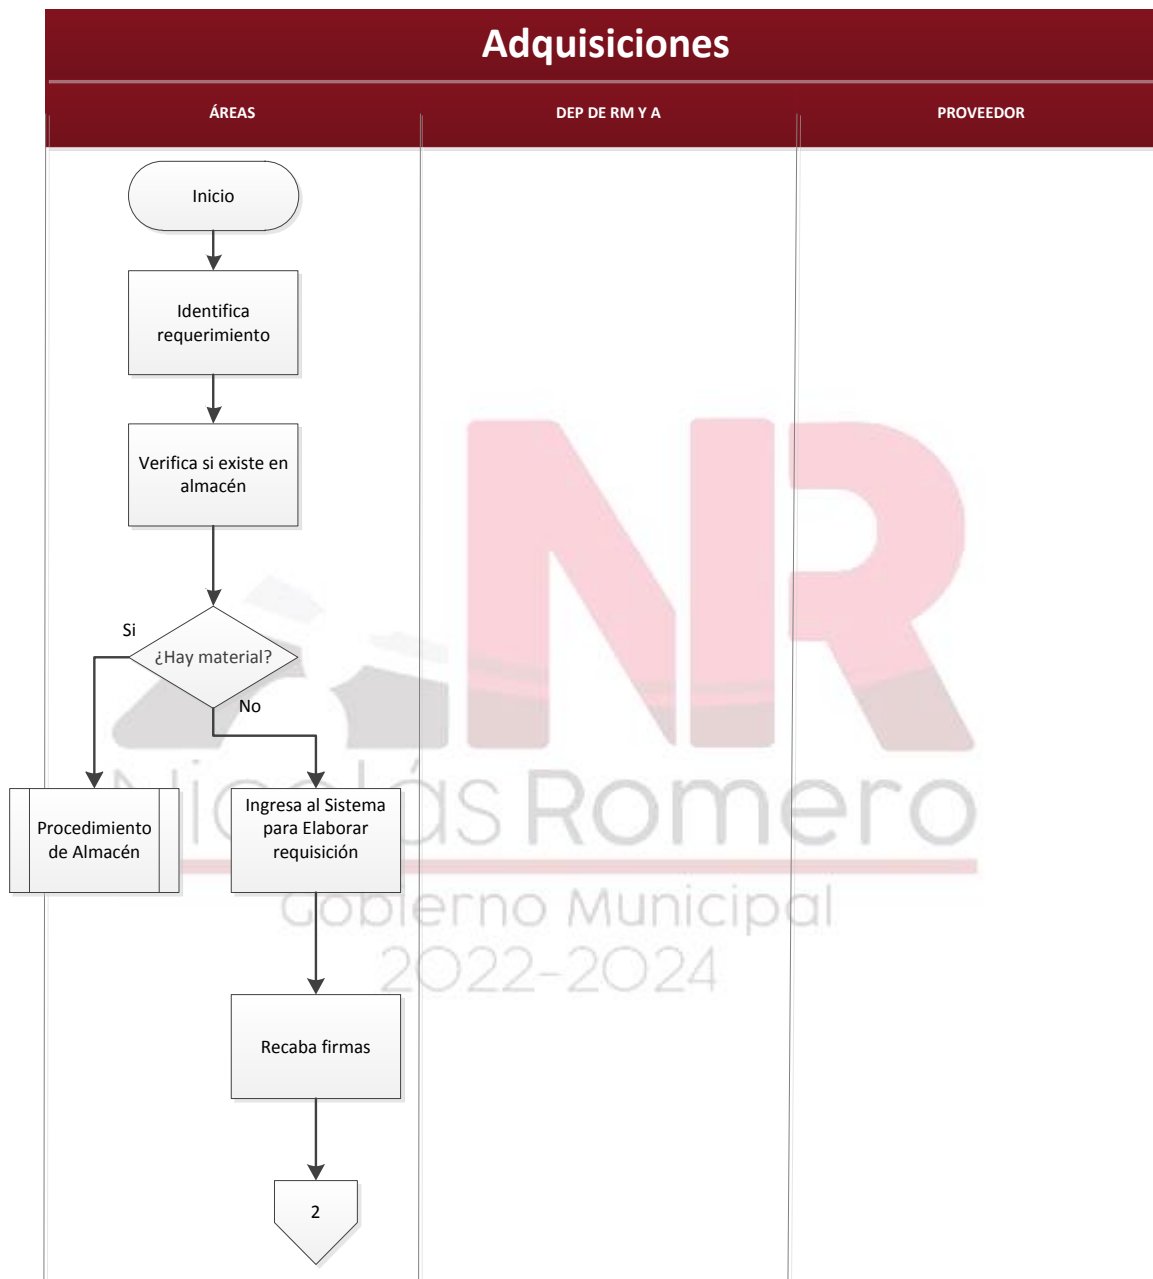 Adquisiciones
ÁREAS
DEP DE RM Y A
PROVEEDOR
Inicio
Identifica
requerimiento
Verifica si existe en
almacén
Si
¿Hay material?
No
Procedimiento
de Almacén
Ingresa al Sistema
para Elaborar
requisición
Recaba firmas
2
NR
Nicolás Romero
Gobierno Municipal
2022-2024